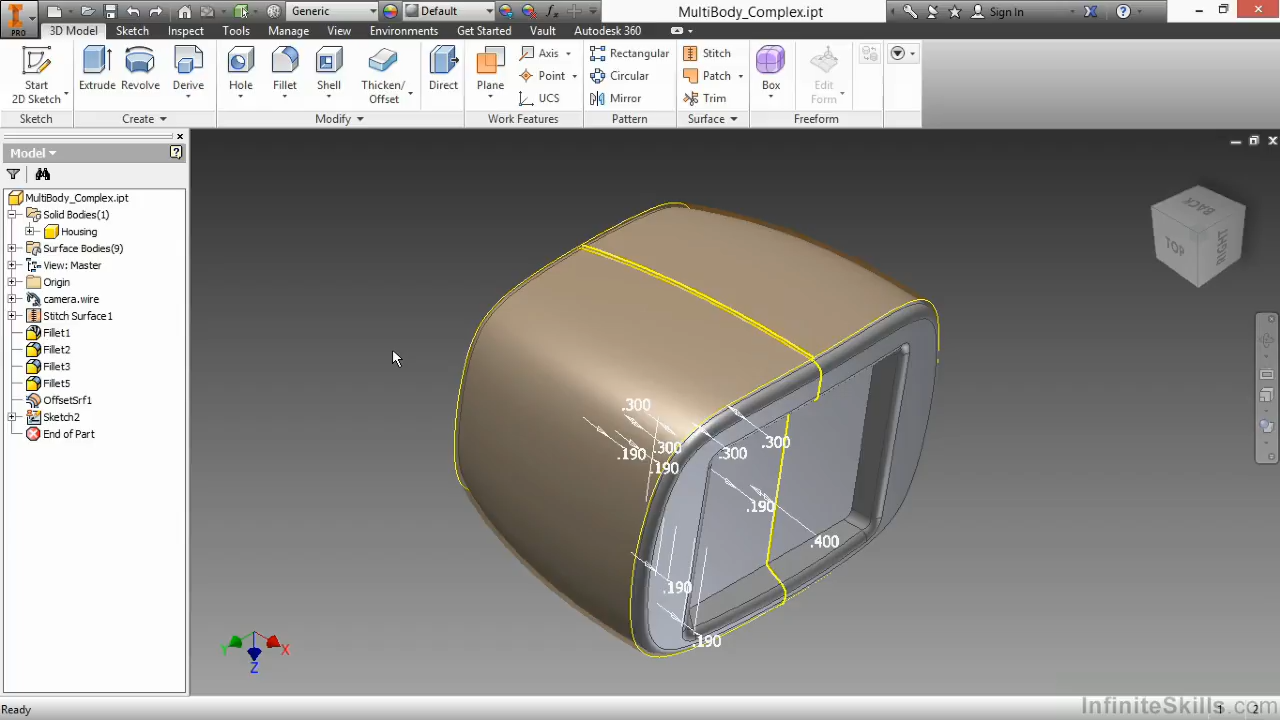 PRO
Generic
Default
fx
MultiBody_Complex.ipt
Sign In
3D Model
Sketch
Inspect
Tools
Manage
View
Environments
Get Started
Vault
Autodesk 360
Start
2D Sketch
Extrude
Revolve
Derive
Hole
Fillet
Shell
Thicken/
Offset
Direct
Plane
Axis
Point
UCS
Rectangular
Circular
Mirror
Stitch
Patch
Trim
Box
Edit
Form
Sketch
Create
Modify
Work Features
Pattern
Surface
Freeform
Model
MultiBody_Complex.ipt
Solid Bodies(1)
Housing
Surface Bodies(9)
View: Master
Origin
camera.wire
Stitch Surface1
Fillet1
Fillet2
Fillet3
Fillet5
OffsetSrf1
Sketch2
End of Part
BACK
TOP
RIGHT
.300
.300
.300
.300
.190
.190
.190
.400
.190
.190
Y
X
Z
Ready
1
2
InfiniteSkills.com